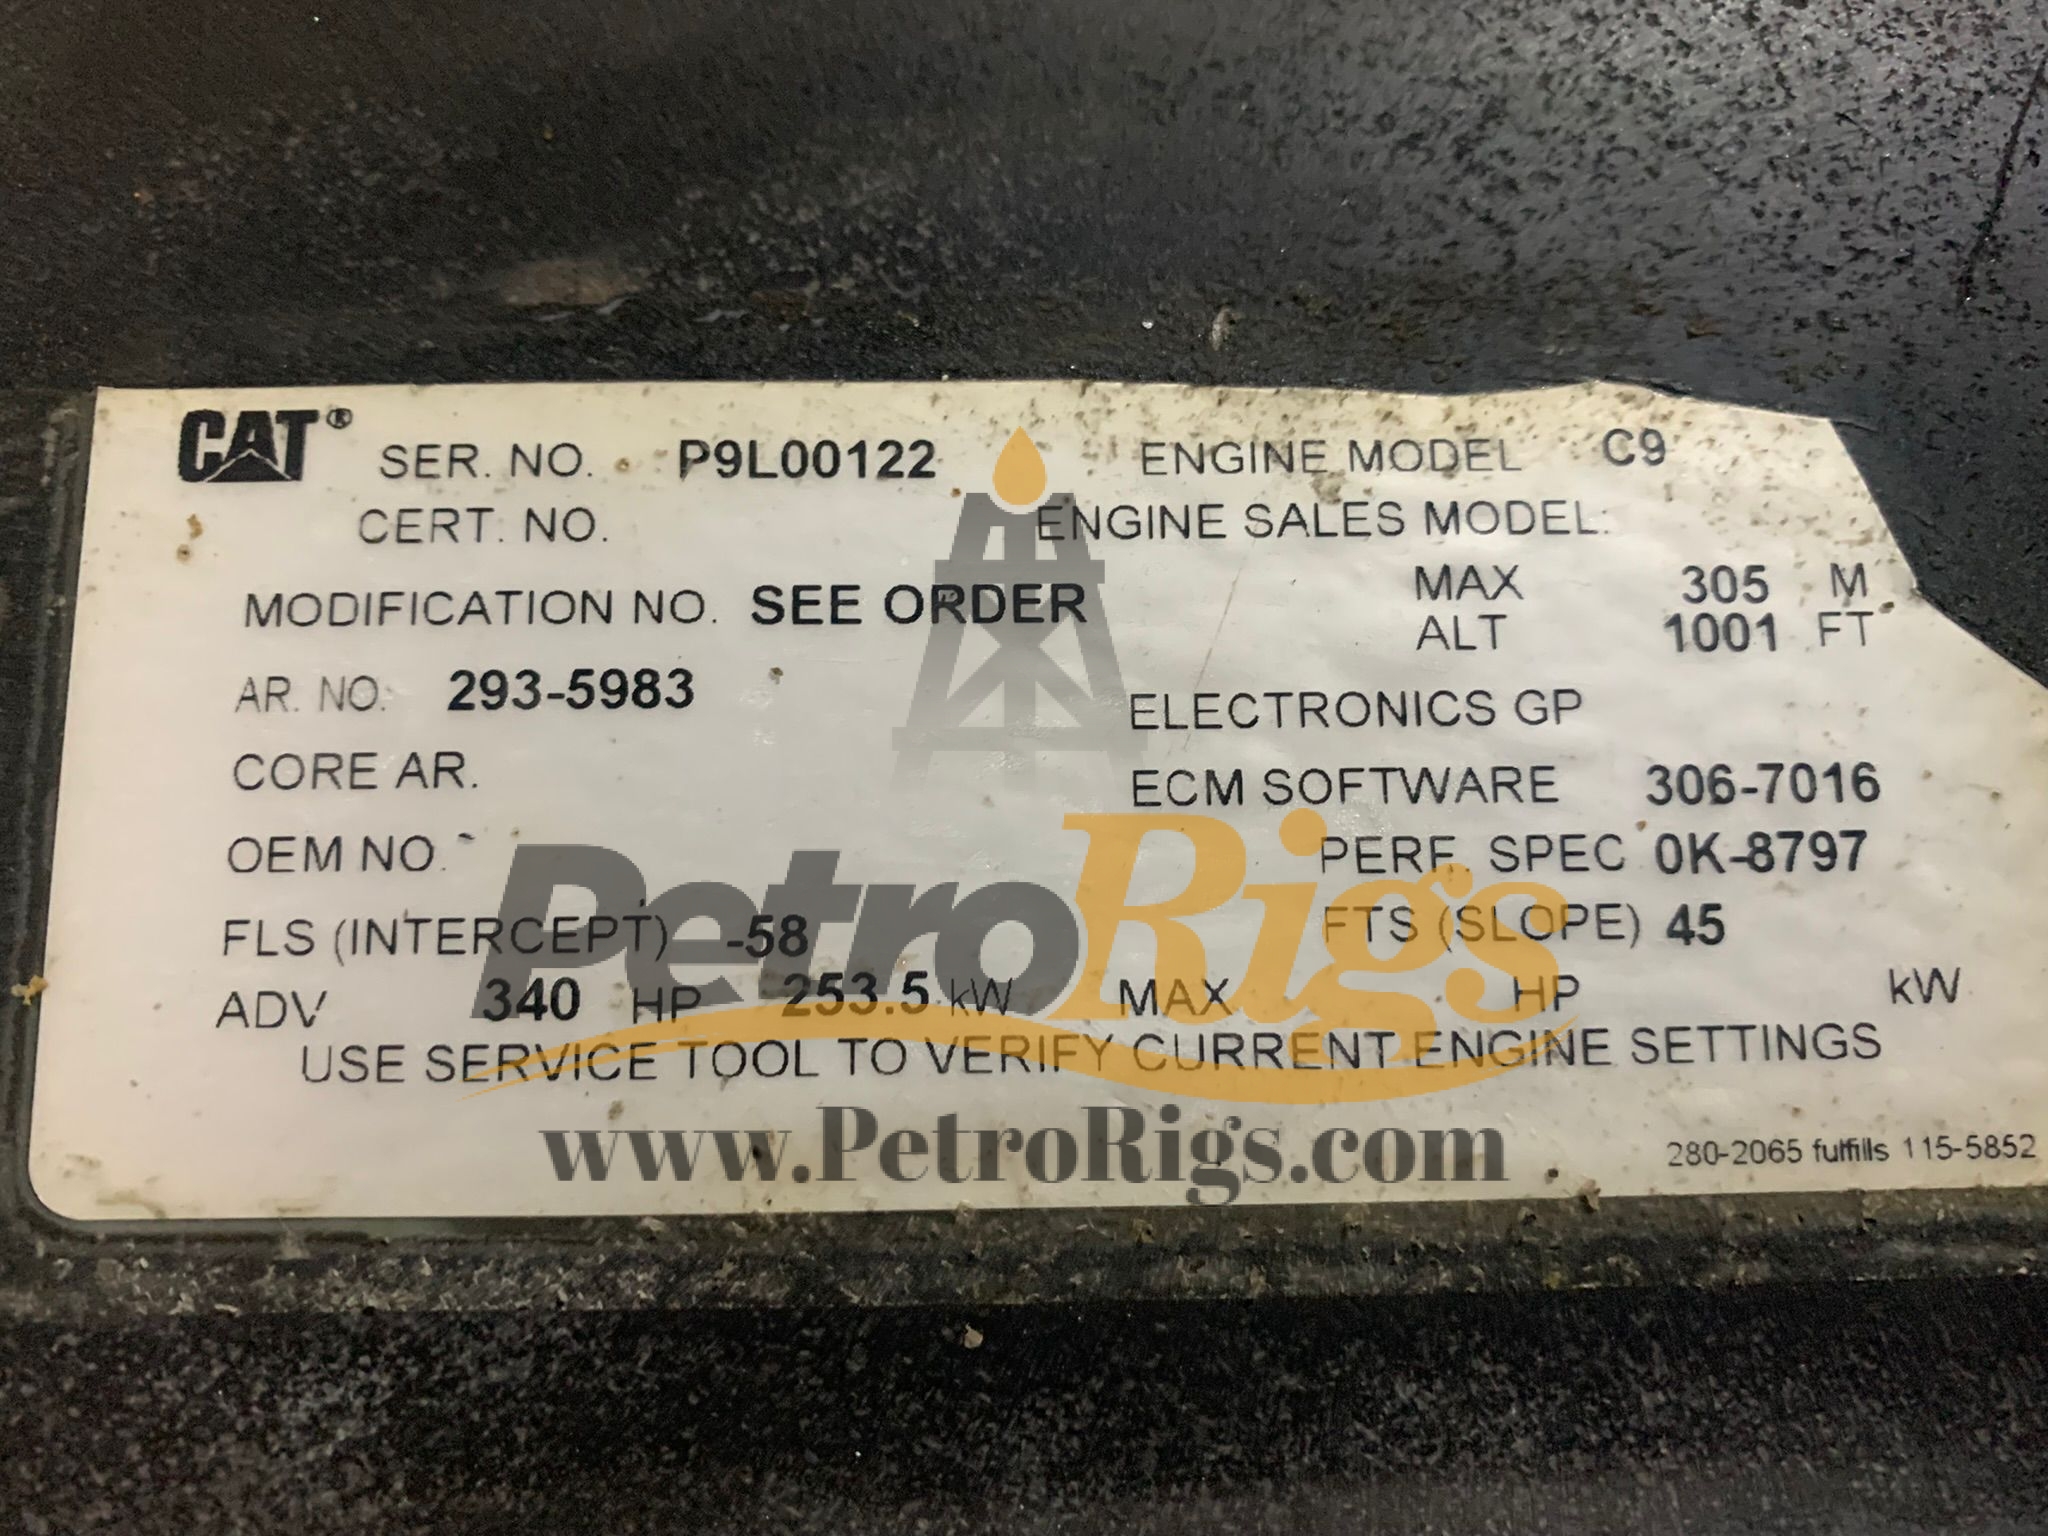 CAT® SER. NO. P9L00122 ENGINE MODEL C9
CERT. NO. ENGINE SALES MODEL:
MODIFICATION NO. SEE ORDER MAX 305 M
ALT 1001 FT
AR. NO. 293-5983 ELECTRONICS GP
CORE AR. ECM SOFTWARE 306-7016
OEM NO. PERF. SPEC 0K-8797
FLS (INTERCEPT) -58 FTS (SLOPE) 45
ADV 340 HP 253.5 kW MAX HP kW
USE SERVICE TOOL TO VERIFY CURRENT ENGINE SETTINGS
280-2065 fulfills 115-5852
PetroRigs
www.PetroRigs.com